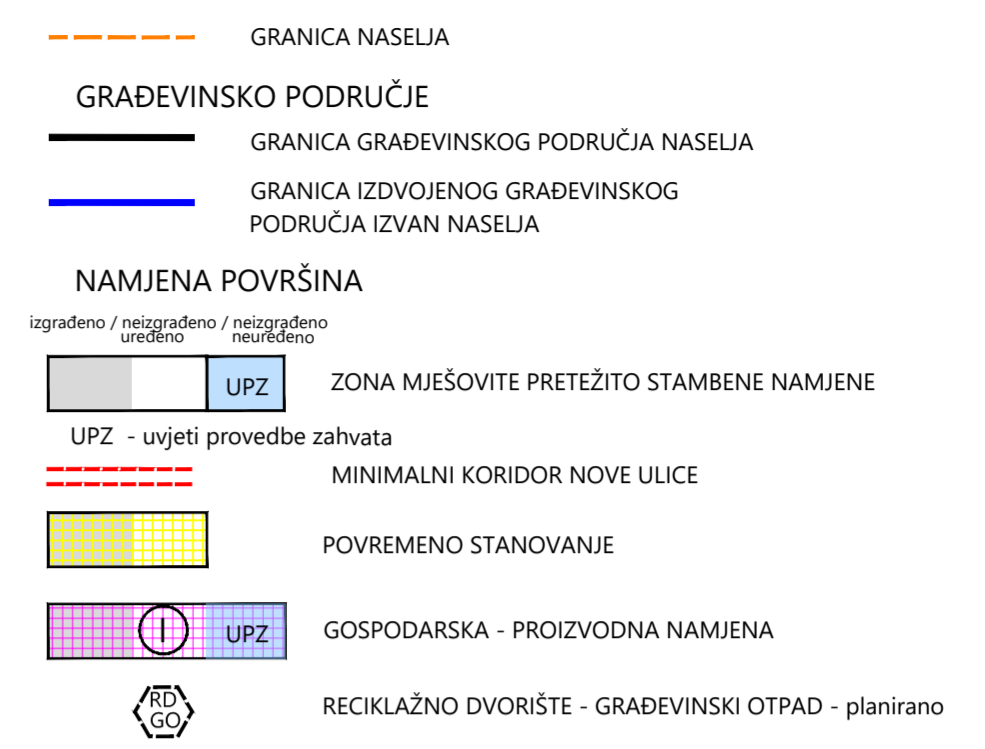 GRANICA NASELJA
GRAĐEVINSKO PODRUČJE
GRANICA GRAĐEVINSKOG PODRUČJA NASELJA
GRANICA IZDVOJENOG GRAĐEVINSKOG
PODRUČJA IZVAN NASELJA
NAMJENA POVRŠINA
izgrađeno / neizgrađeno / neizgrađeno
uređeno neuređeno
UPZ ZONA MJEŠOVITE PRETEŽITO STAMBENE NAMJENE
UPZ - uvjeti provedbe zahvata
MINIMALNI KORIDOR NOVE ULICE
POVREMENO STANOVANJE
I UPZ GOSPODARSKA - PROIZVODNA NAMJENA
RD
GO
RECIKLAŽNO DVORIŠTE - GRAĐEVINSKI OTPAD - planirano